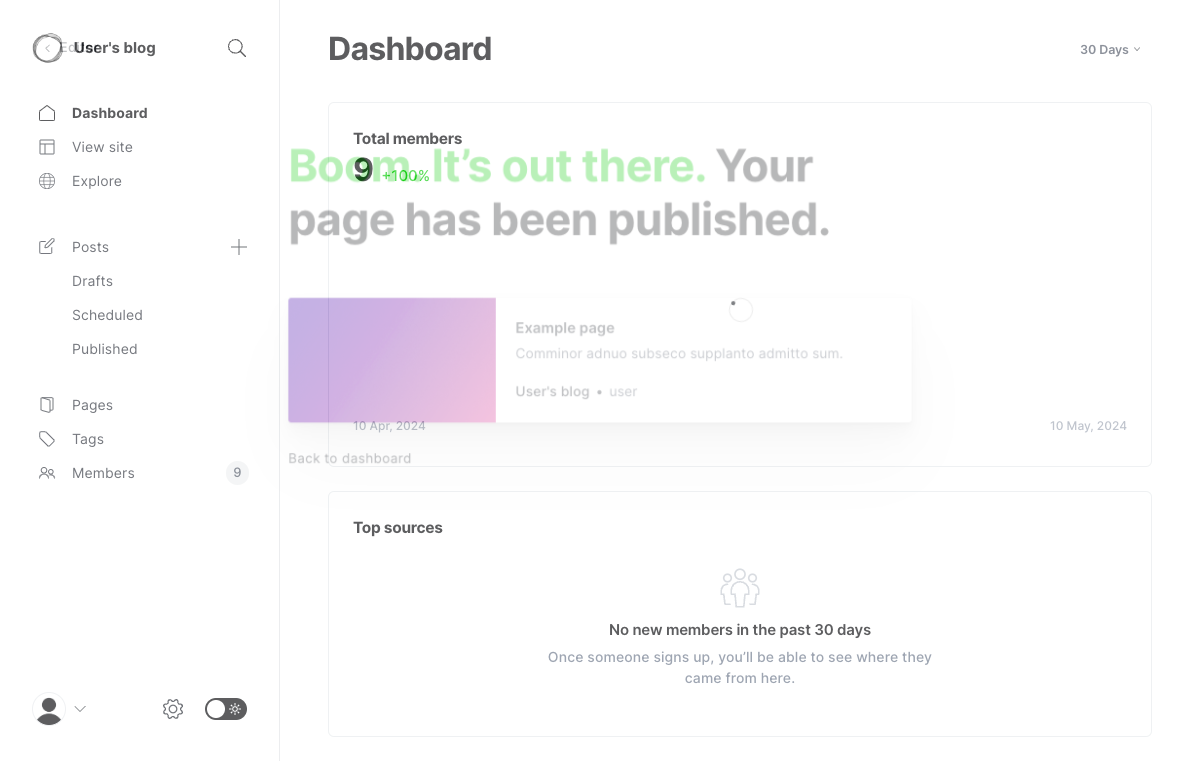 User's blog
Dashboard
View site
Explore
Posts
Drafts
Scheduled
Published
Pages
Tags
Members 9
Dashboard
30 Days
Total members
9 +100%
Boom. It’s out there. Your
page has been published.
Example page
Comminor adnuo subseco supplanto admitto sum.
User's blog • user
10 Apr, 2024
10 May, 2024
Back to dashboard
Top sources
No new members in the past 30 days
Once someone signs up, you’ll be able to see where they
came from here.